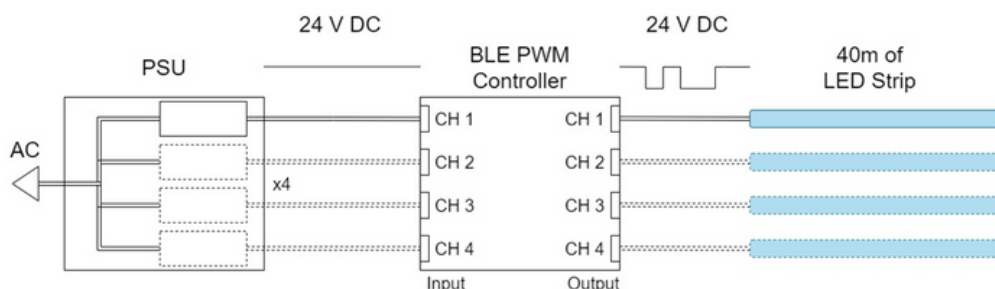 24 V DC
24 V DC
PSU
BLE PWM
Controller
40m of
LED Strip
AC
x4
CH 1
CH 2
CH 3
CH 4
CH 1
CH 2
CH 3
CH 4
Input
Output